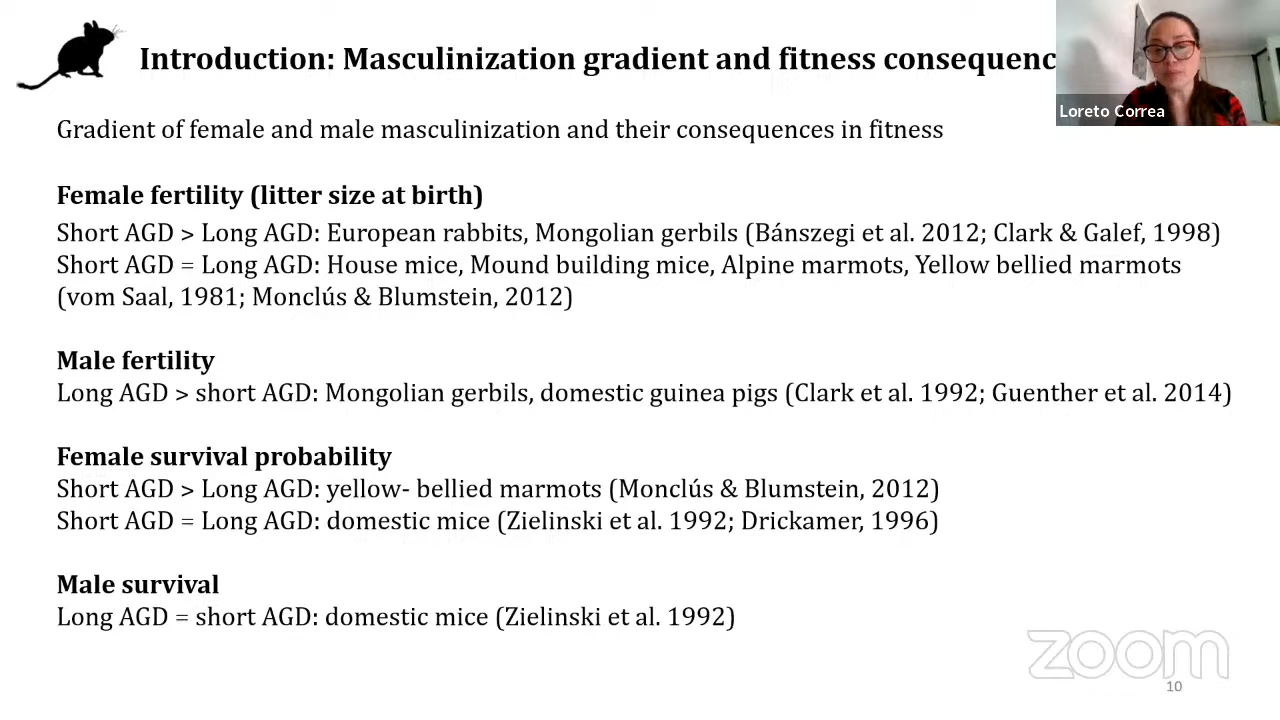 Introduction: Masculinization gradient and fitness consequenc
Loreto Correa
Gradient of female and male masculinization and their consequences in fitness
Female fertility (litter size at birth)
Short AGD > Long AGD: European rabbits, Mongolian gerbils (Bánszegi et al. 2012; Clark & Galef, 1998)
Short AGD = Long AGD: House mice, Mound building mice, Alpine marmots, Yellow bellied marmots
(vom Saal, 1981; Monclús & Blumstein, 2012)
Male fertility
Long AGD > short AGD: Mongolian gerbils, domestic guinea pigs (Clark et al. 1992; Guenther et al. 2014)
Female survival probability
Short AGD > Long AGD: yellow- bellied marmots (Monclús & Blumstein, 2012)
Short AGD = Long AGD: domestic mice (Zielinski et al. 1992; Drickamer, 1996)
Male survival
Long AGD = short AGD: domestic mice (Zielinski et al. 1992)
zoom
10